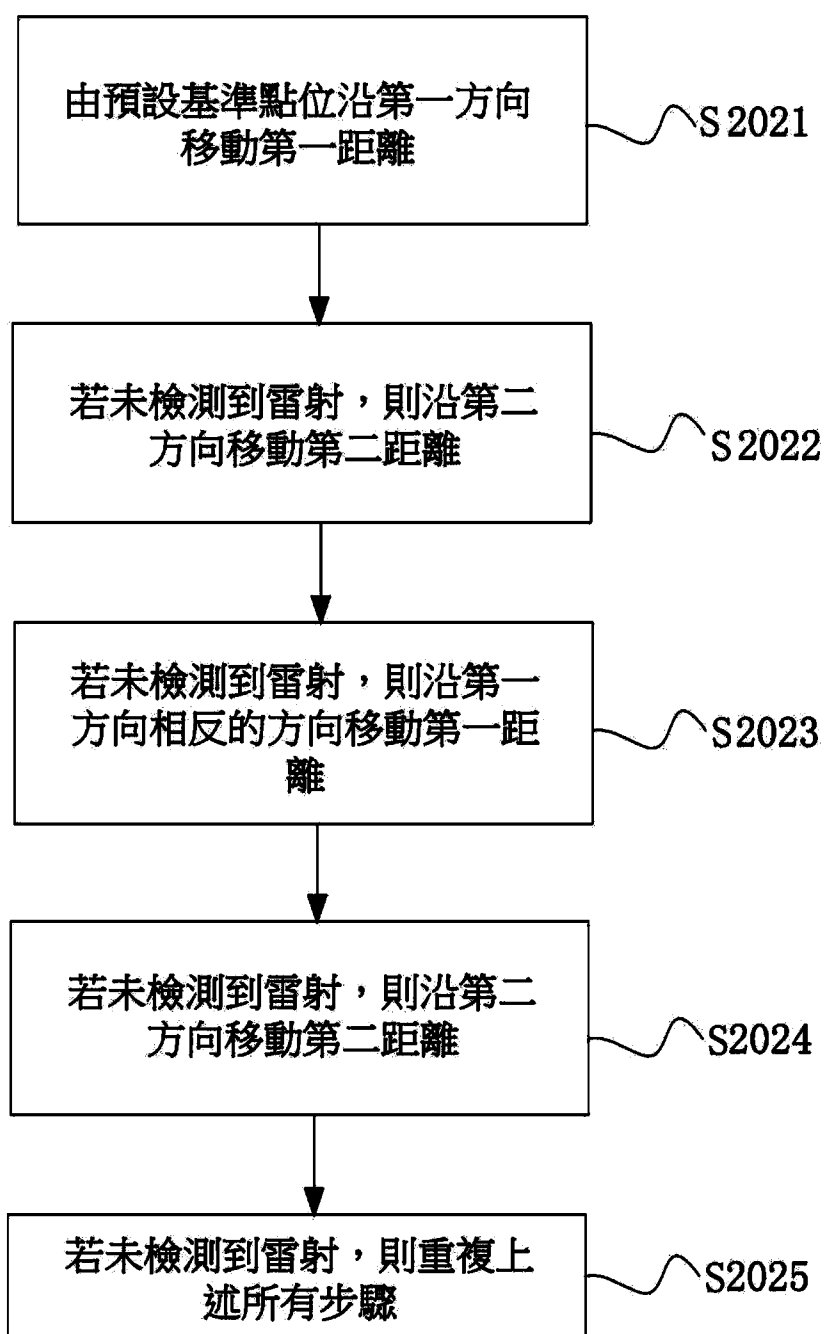 由預設基準點位沿第一方向
移動第一距離
S2021
若未檢測到雷射，則沿第二
方向移動第二距離
S2022
若未檢測到雷射，則沿第一
方向相反的方向移動第一距
離
S2023
若未檢測到雷射，則沿第二
方向移動第二距離
S2024
若未檢測到雷射，則重複上
述所有步驟
S2025